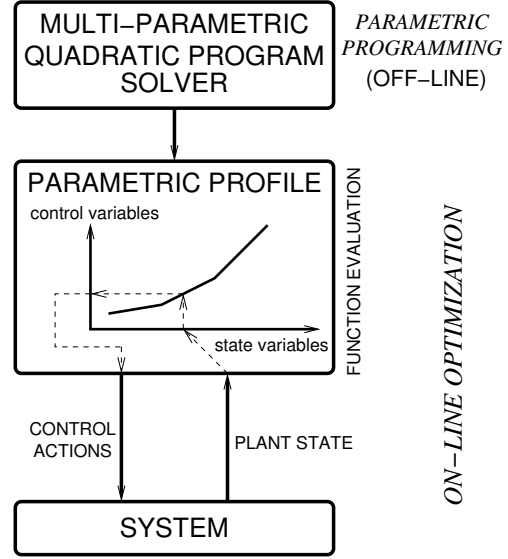 MULTI−PARAMETRIC
QUADRATIC PROGRAM
SOLVER
PARAMETRIC
PROGRAMMING
(OFF−LINE)
PARAMETRIC PROFILE
control variables
state variables
FUNCTION EVALUATION
ON−LINE OPTIMIZATION
CONTROL
ACTIONS
PLANT STATE
SYSTEM